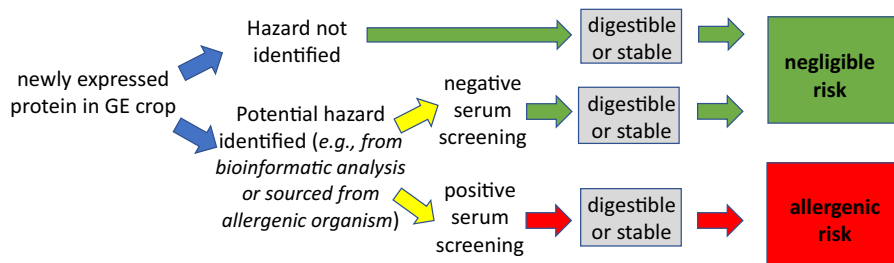 newly expressed
protein in GE crop
Hazard not
identified
digestible
or stable
Potential hazard
identified (e.g., from
bioinformatic analysis
or sourced from
allergenic organism)
negative
serum
screening
digestible
or stable
negligible
risk
positive
serum
screening
digestible
or stable
allergenic
risk